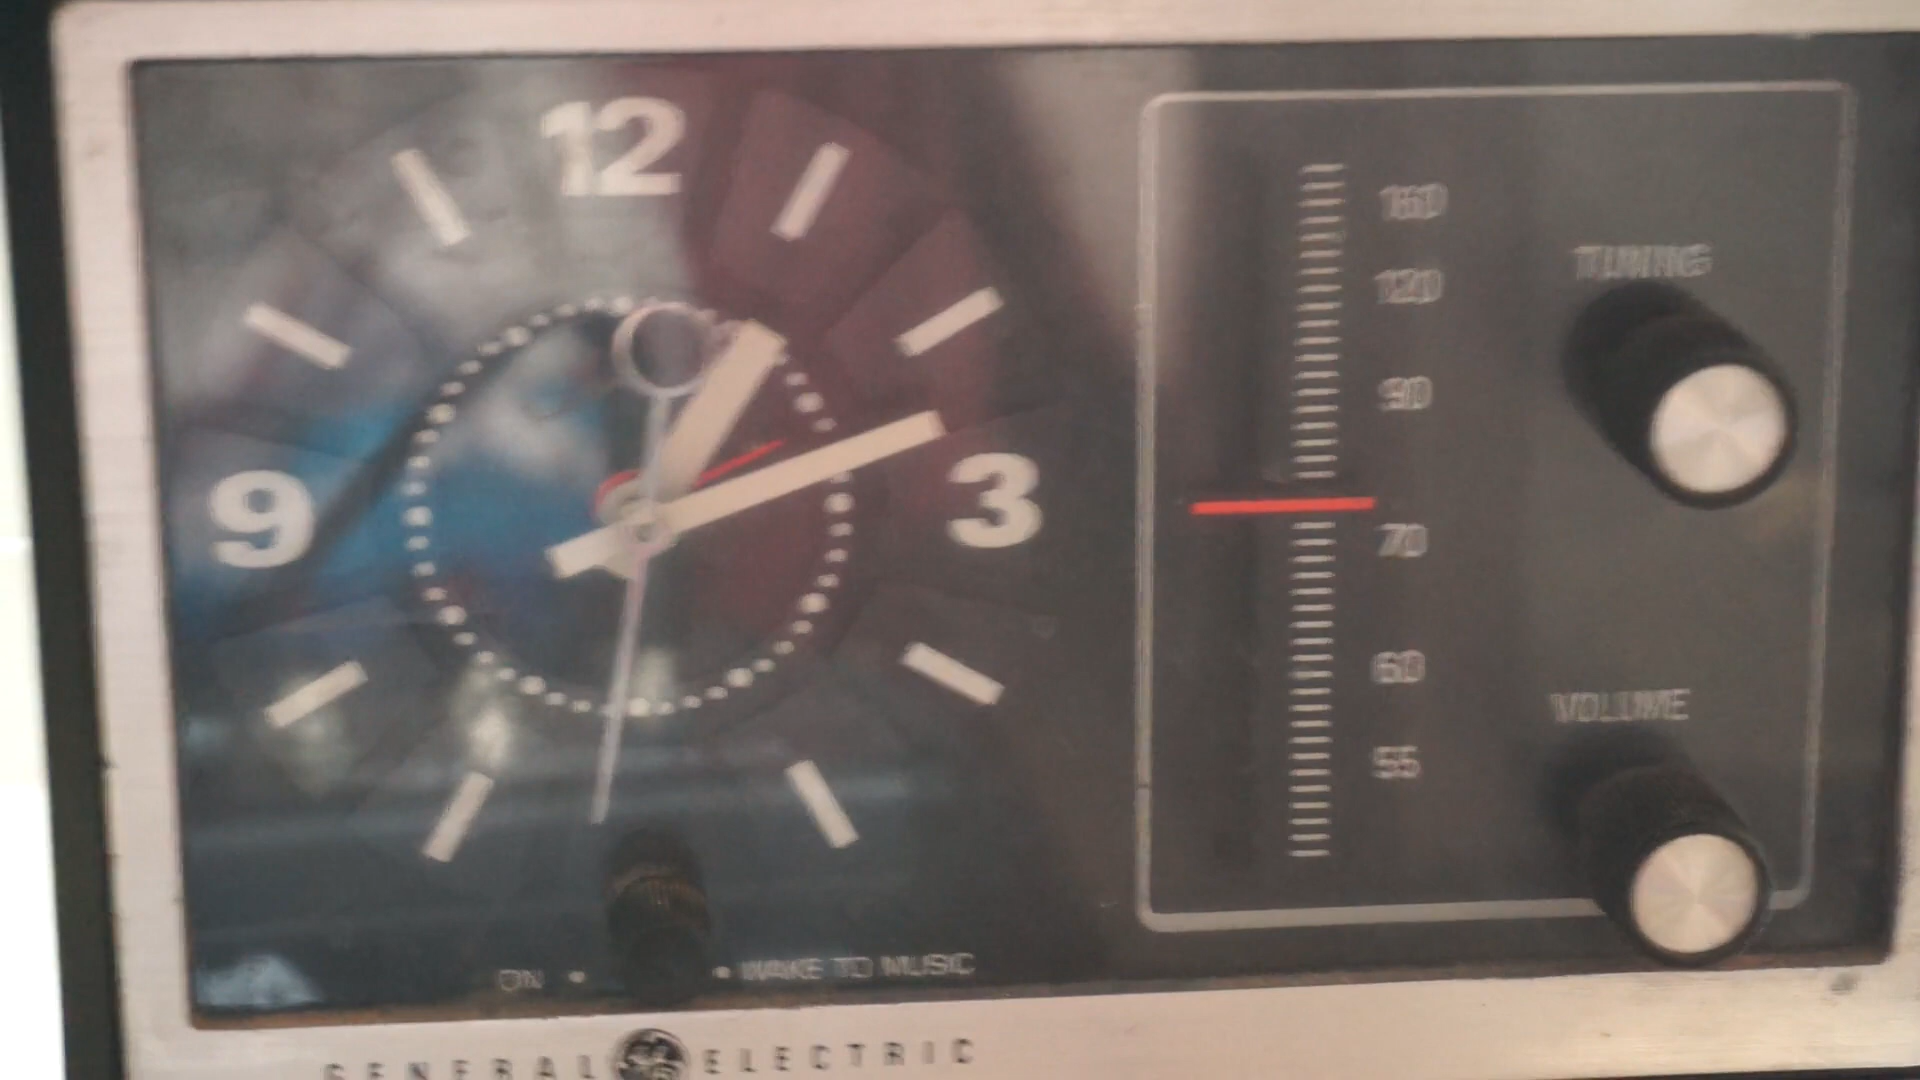 12
9
3
160
120
90
70
60
55
TUNING
VOLUME
ON • • WAKE TO MUSIC
GENERAL ELECTRIC